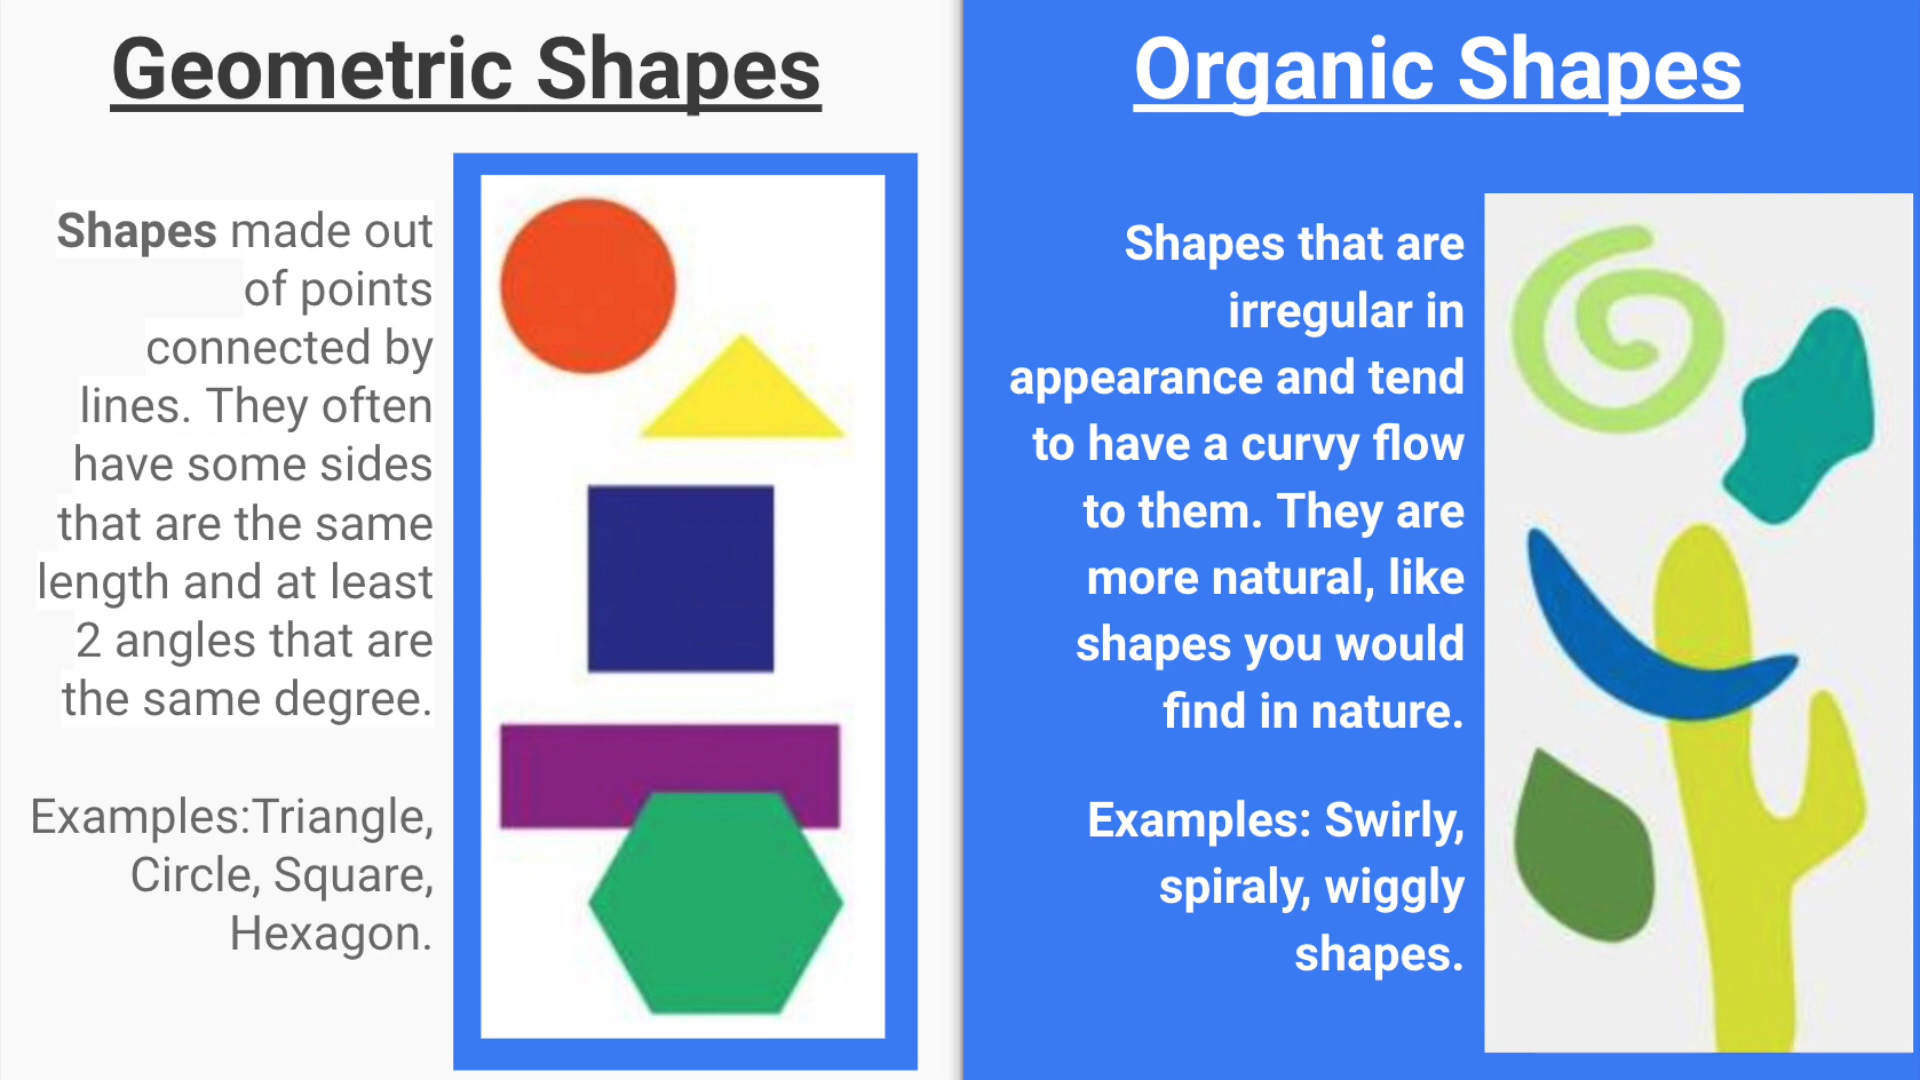 Geometric Shapes
Shapes made out
of points
connected by
lines. They often
have some sides
that are the same
length and at least
2 angles that are
the same degree.
Examples:Triangle,
Circle, Square,
Hexagon.
Organic Shapes
Shapes that are
irregular in
appearance and tend
to have a curvy flow
to them. They are
more natural, like
shapes you would
find in nature.
Examples: Swirly,
spiraly, wiggly
shapes.